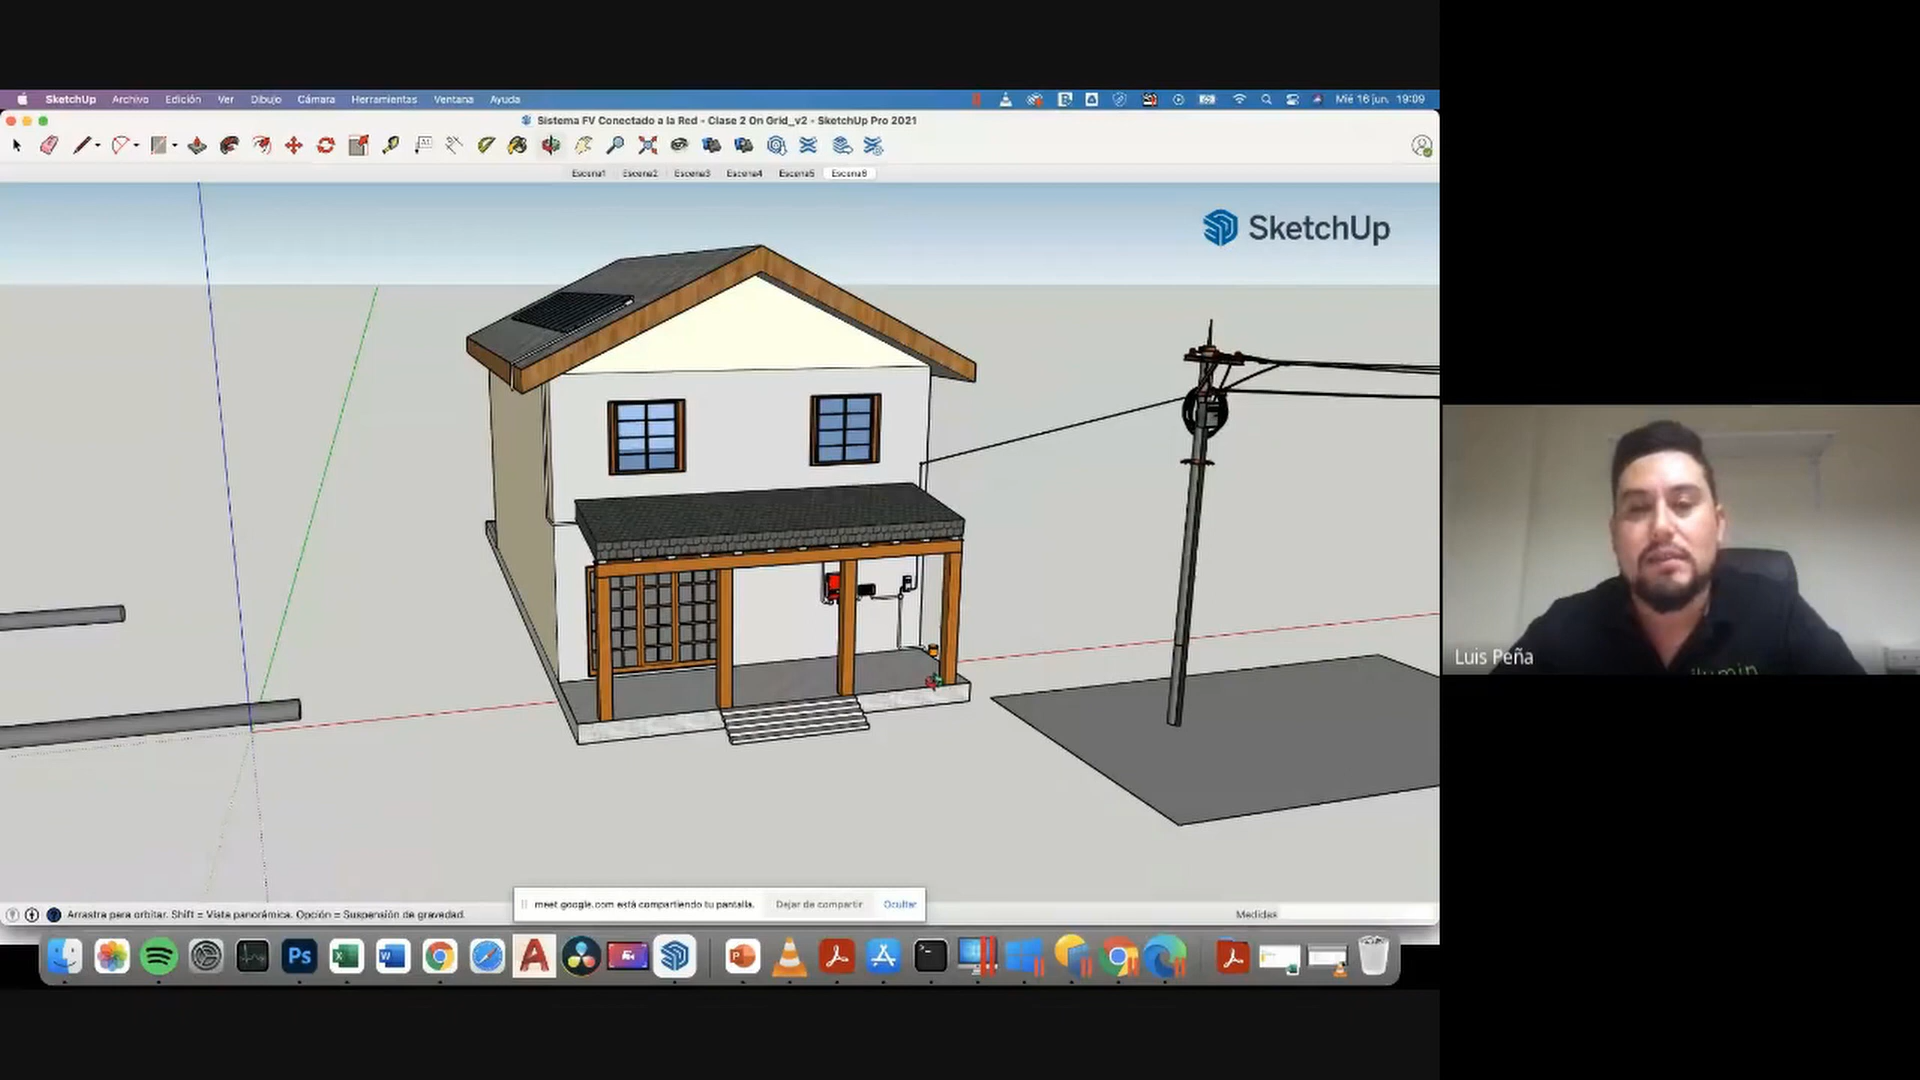 SketchUp Archivo Edición Ver Dibujo Cámara Herramientas Ventana Ayuda
Mié 16 jun. 19:09
Sistema FV Conectado a la Red - Clase 2 On Grid_v2 - SketchUp Pro 2021
Escena1 Escena2 Escena3 Escena4 Escena5 Escena6
SketchUp
Luis Peña
ilumin
meet.google.com está compartiendo tu pantalla. Dejar de compartir Ocultar
Arrastra para orbitar. Shift = Vista panorámica. Opción = Suspensión de gravedad.
Medidas
Ps